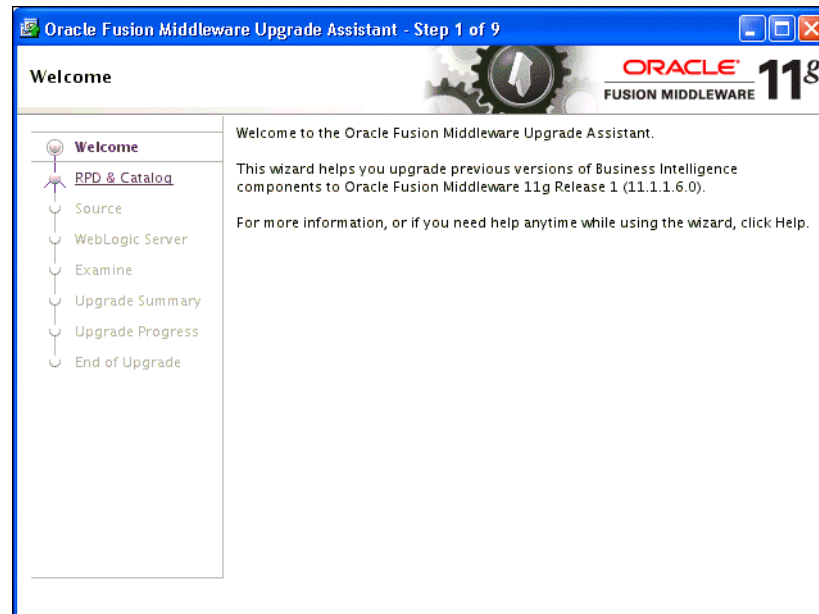 Oracle Fusion Middleware Upgrade Assistant - Step 1 of 9
Welcome
ORACLE
FUSION MIDDLEWARE
11g
Welcome
RPD & Catalog
Source
WebLogic Server
Examine
Upgrade Summary
Upgrade Progress
End of Upgrade
Welcome to the Oracle Fusion Middleware Upgrade Assistant.
This wizard helps you upgrade previous versions of Business Intelligence
components to Oracle Fusion Middleware 11g Release 1 (11.1.1.6.0).
For more information, or if you need help anytime while using the wizard, click Help.